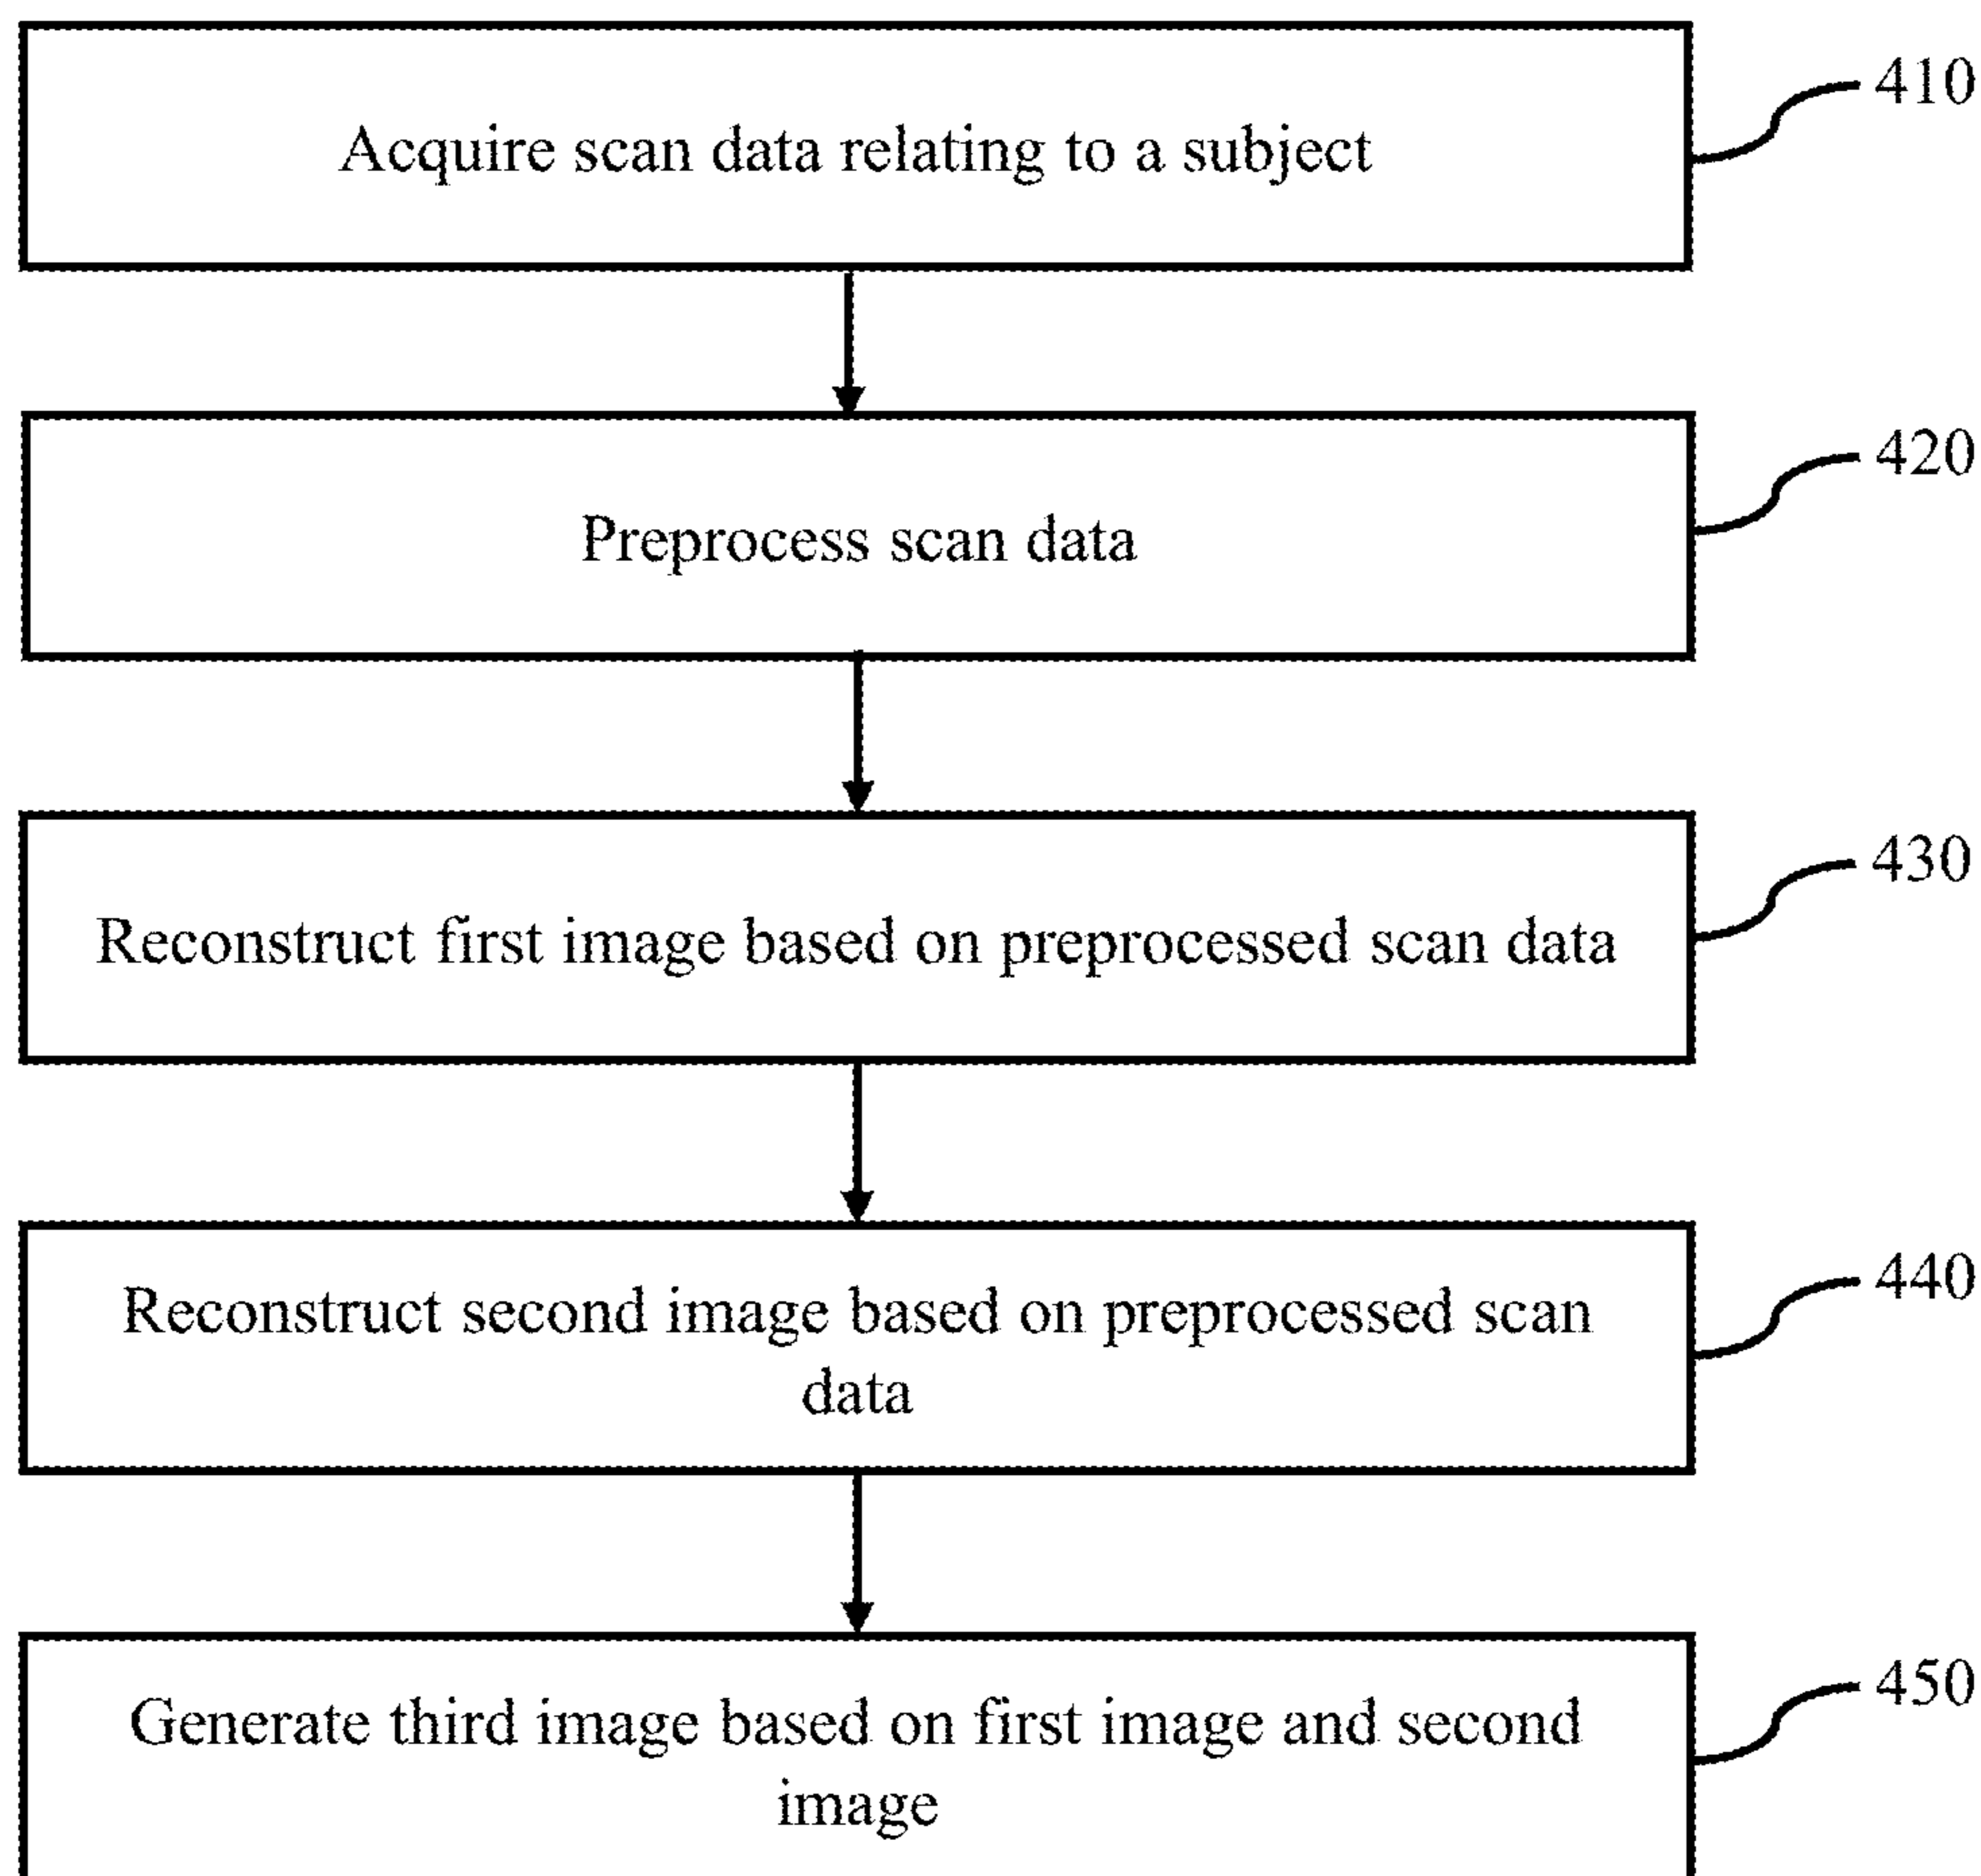 Acquire scan data relating to a subject
410
Preprocess scan data
420
Reconstruct first image based on preprocessed scan data
430
Reconstruct second image based on preprocessed scan
data
440
Generate third image based on first image and second
image
450